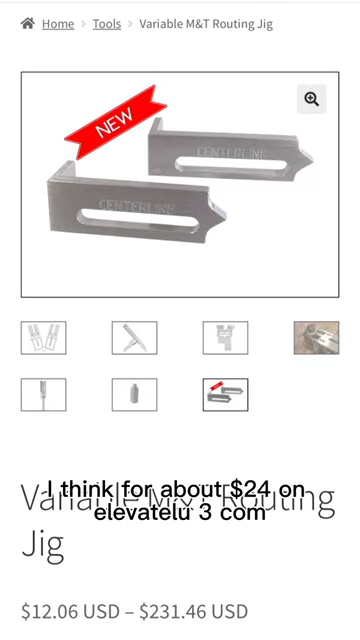 Home > Tools > Variable M&T Routing Jig
NEW
CENTERLINE
CENTERLINE
Variable M&T Routing
Jig
I think for about $24 on
elevatelu 3 com
$12.06 USD – $231.46 USD